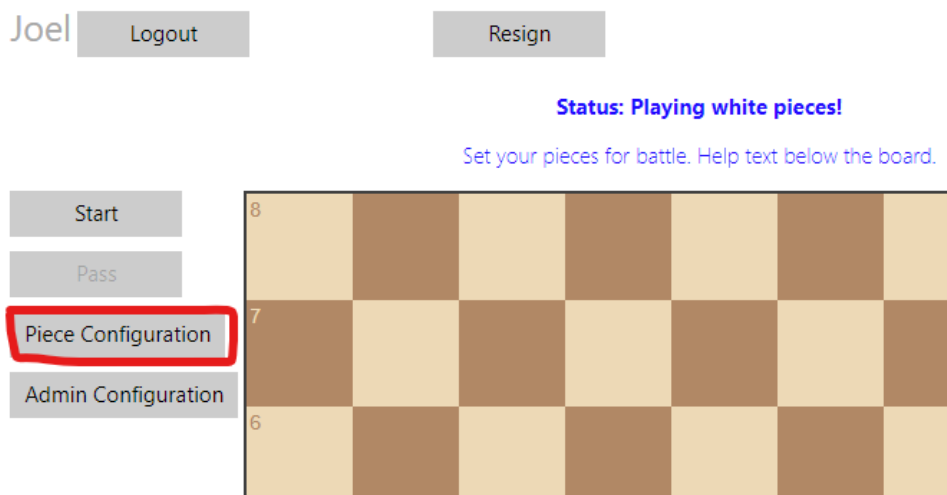 Joel Logout Resign
Status: Playing white pieces!
Set your pieces for battle. Help text below the board.
Start
8
Pass
7
Piece Configuration
Admin Configuration
6